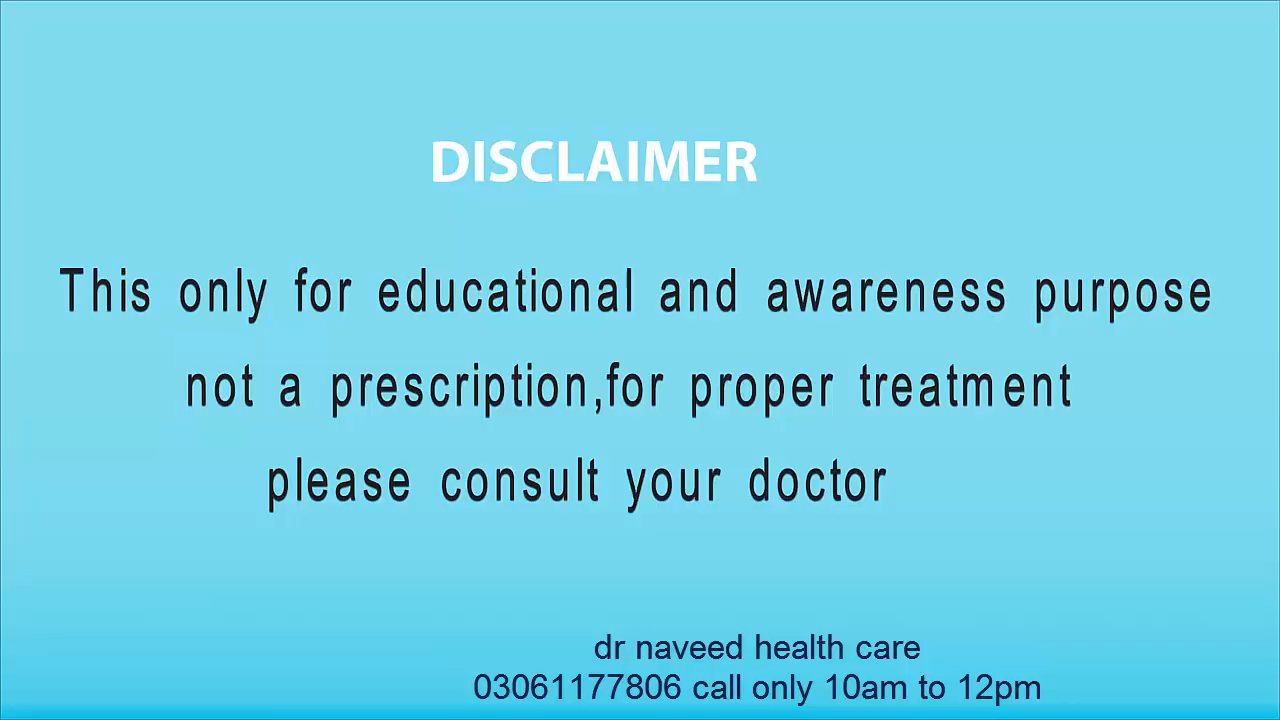 DISCLAIMER
This only for educational and awareness purpose
not a prescription,for proper treatment
please consult your doctor
dr naveed health care
03061177806 call only 10am to 12pm